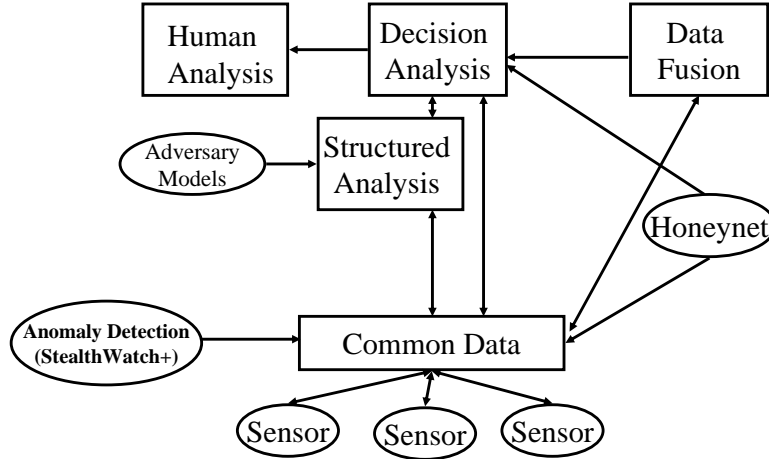 Human
Analysis
Decision
Analysis
Data
Fusion
Adversary
Models
Structured
Analysis
Honeynet
Anomaly Detection
(StealthWatch+)
Common Data
Sensor
Sensor
Sensor